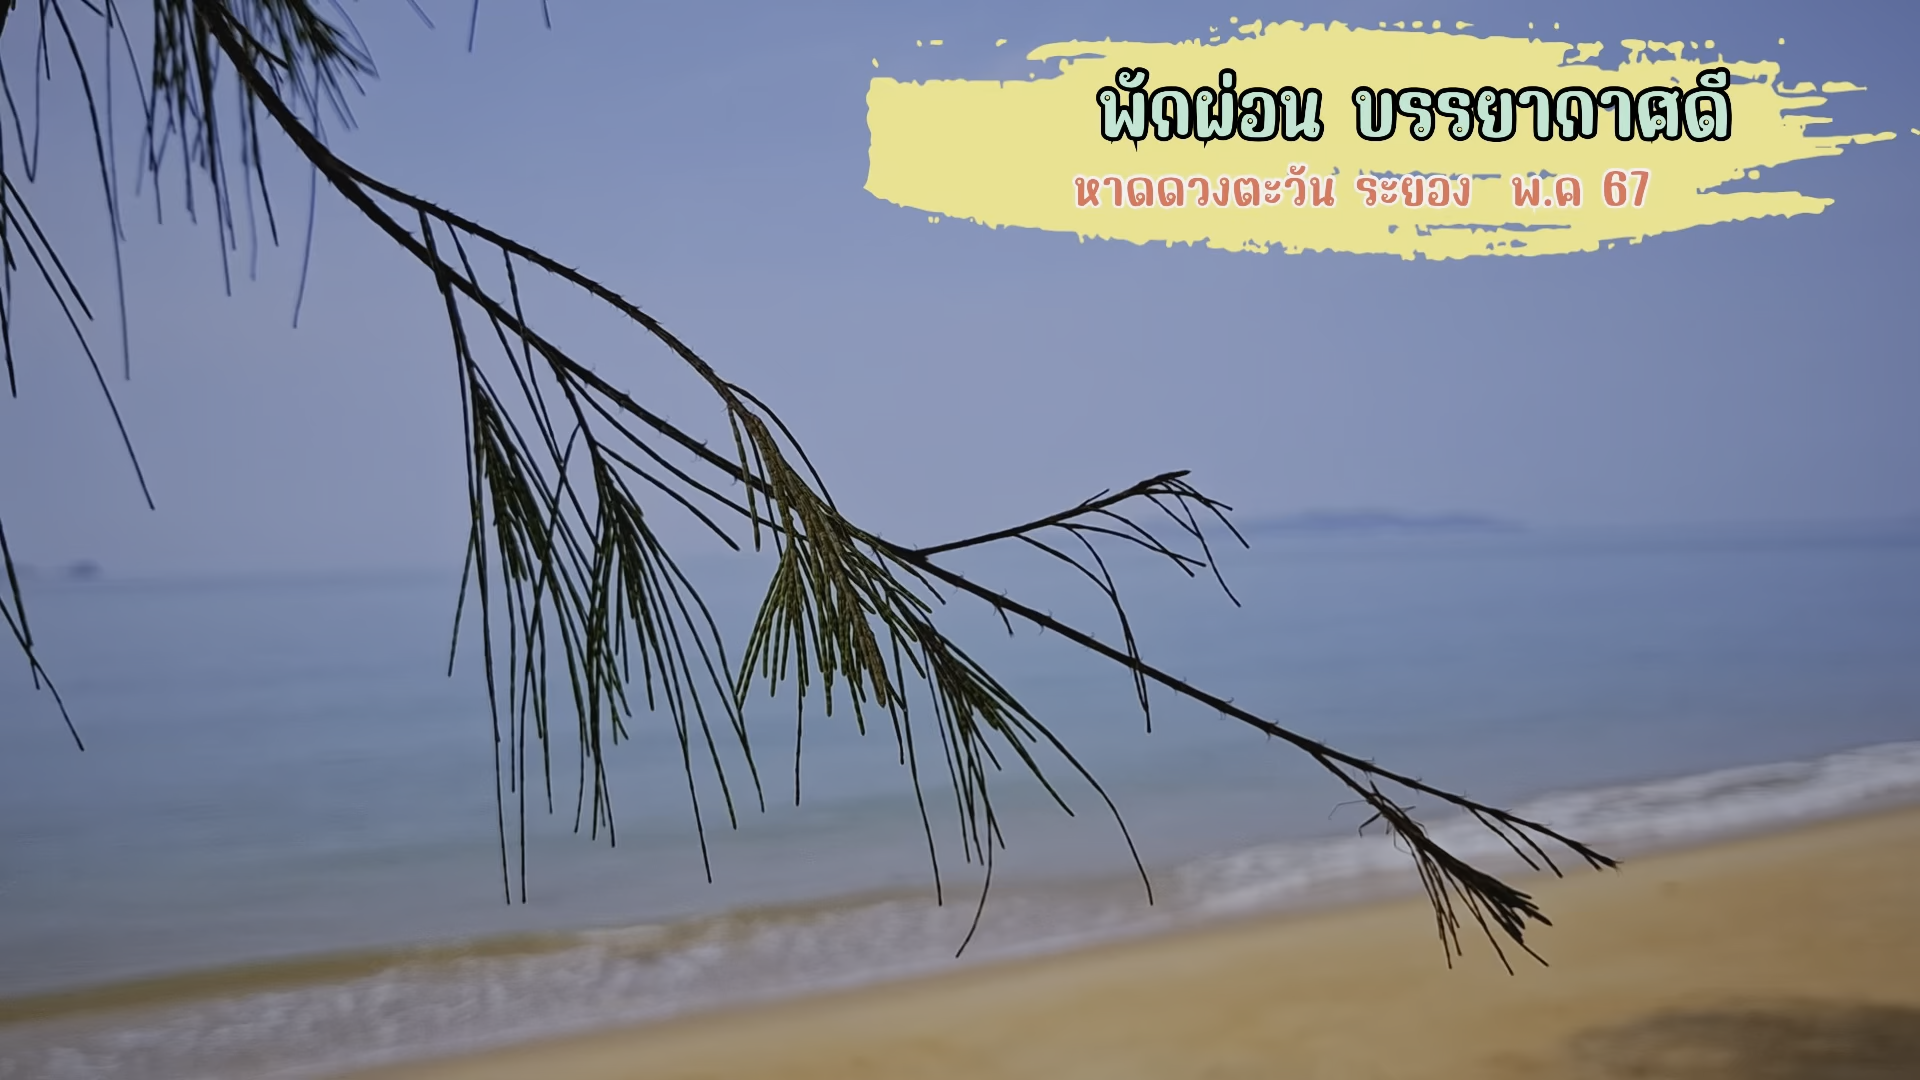 พักผ่อน บรรยากาศดี
หาดดวงตะวัน ระยอง พ.ค 67